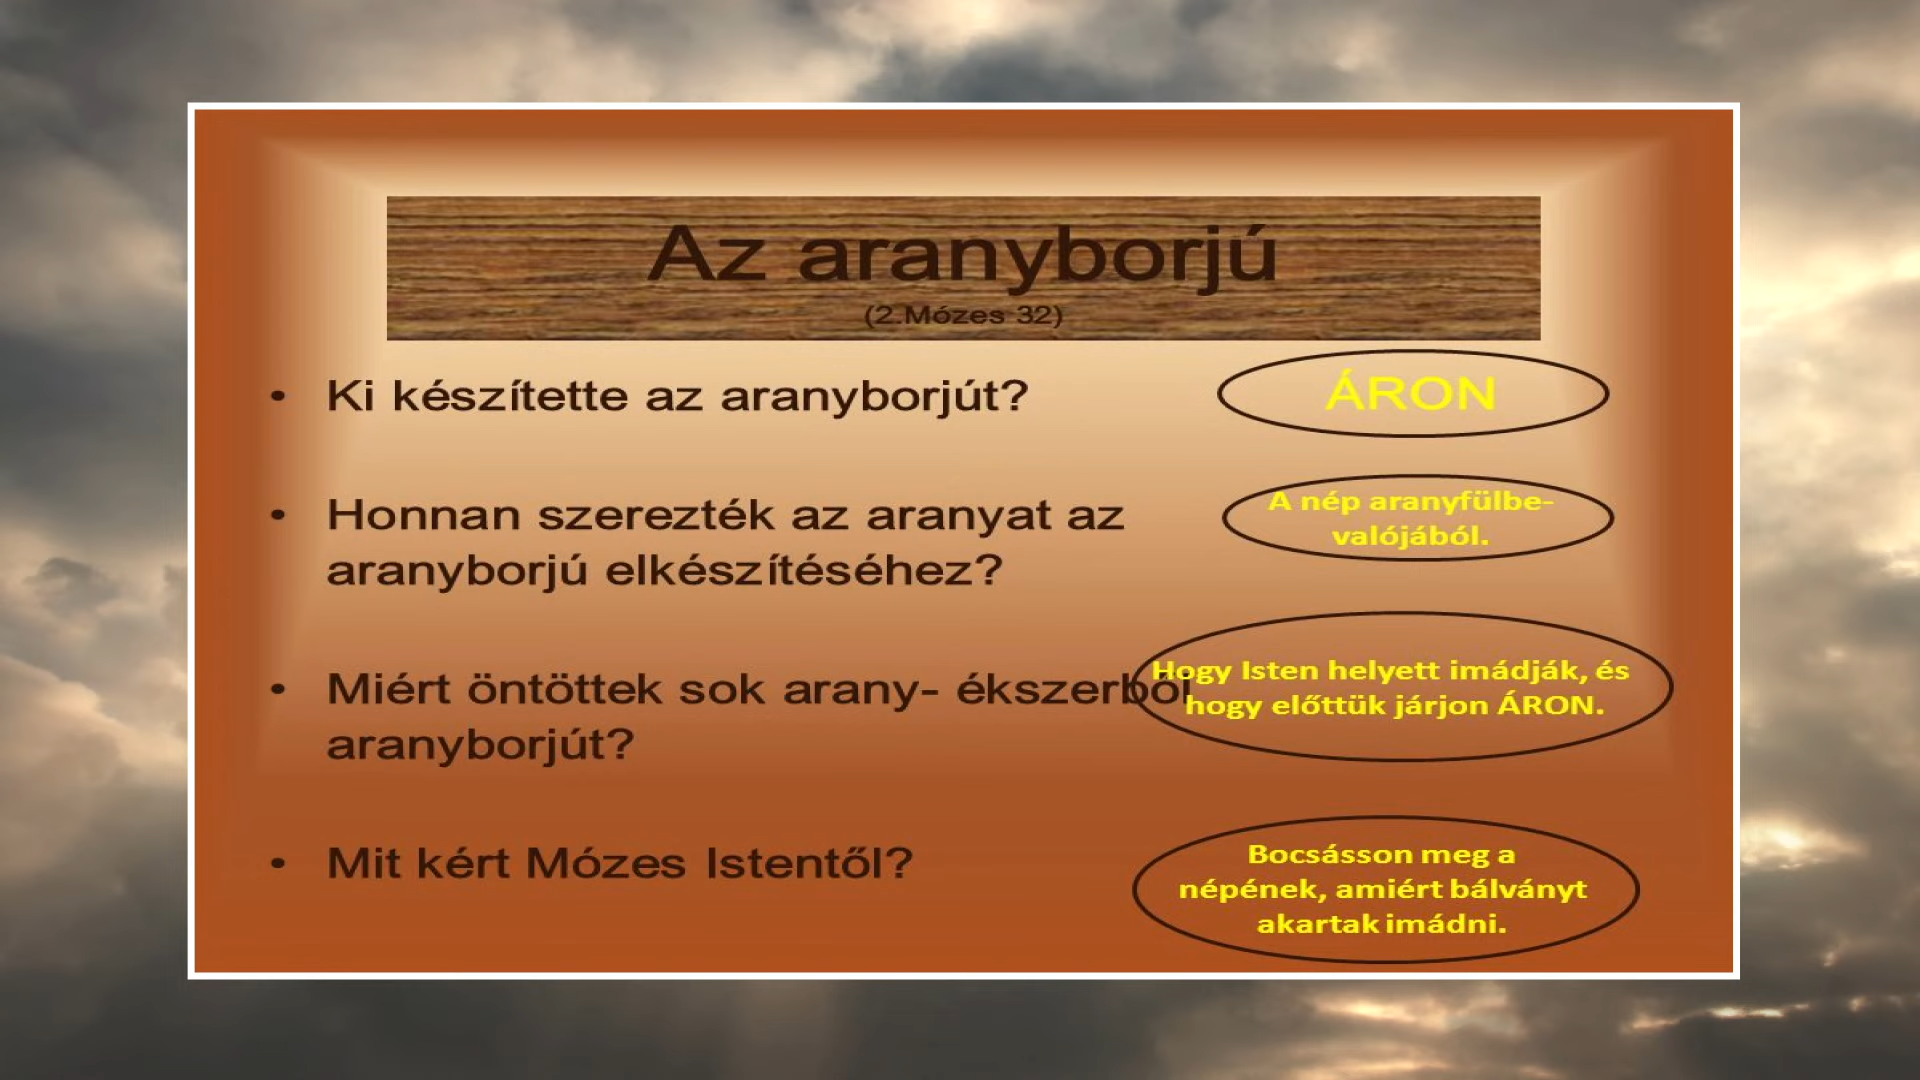 Az aranyborjú
(2.Mózes 32)
• Ki készítette az aranyborjút?
ÁRON
• Honnan szerezték az aranyat az
aranyborjú elkészítéséhez?
A nép aranyfülbe-
valójából.
• Miért öntöttek sok arany- ékszerből
aranyborjút?
Hogy Isten helyett imádják, és
hogy előttük járjon ÁRON.
• Mit kért Mózes Istentől?
Bocsásson meg a
népének, amiért bálványt
akartak imádni.